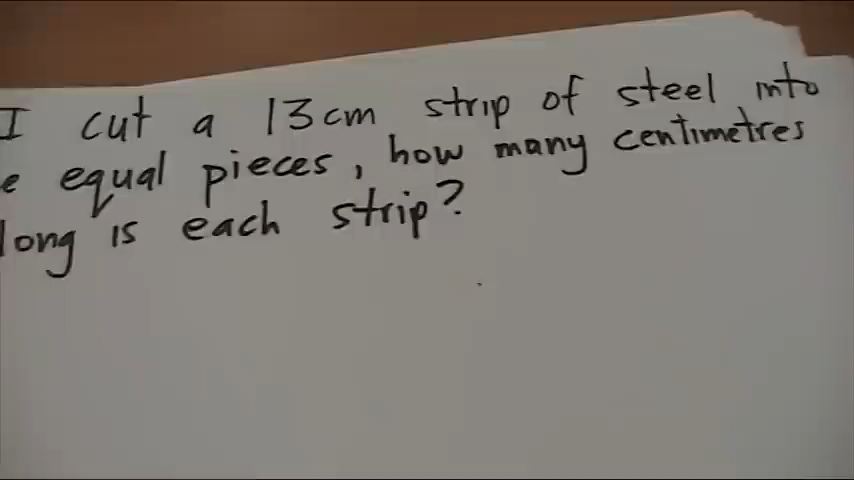 I cut a 13cm strip of steel into
equal pieces, how many centimetres
long is each strip?